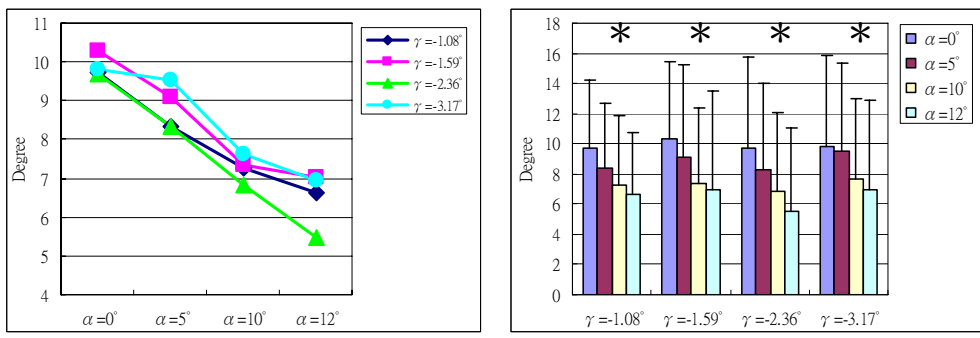 11
10
9
8
7
6
5
4
Degree
α=0° α=5° α=10° α=12°
γ=-1.08°
γ=-1.59°
γ=-2.36°
γ=-3.17°
18
16
14
12
10
8
6
4
2
0
Degree
* * * *
γ=-1.08° γ=-1.59° γ=-2.36° γ=-3.17°
α=0°
α=5°
α=10°
α=12°